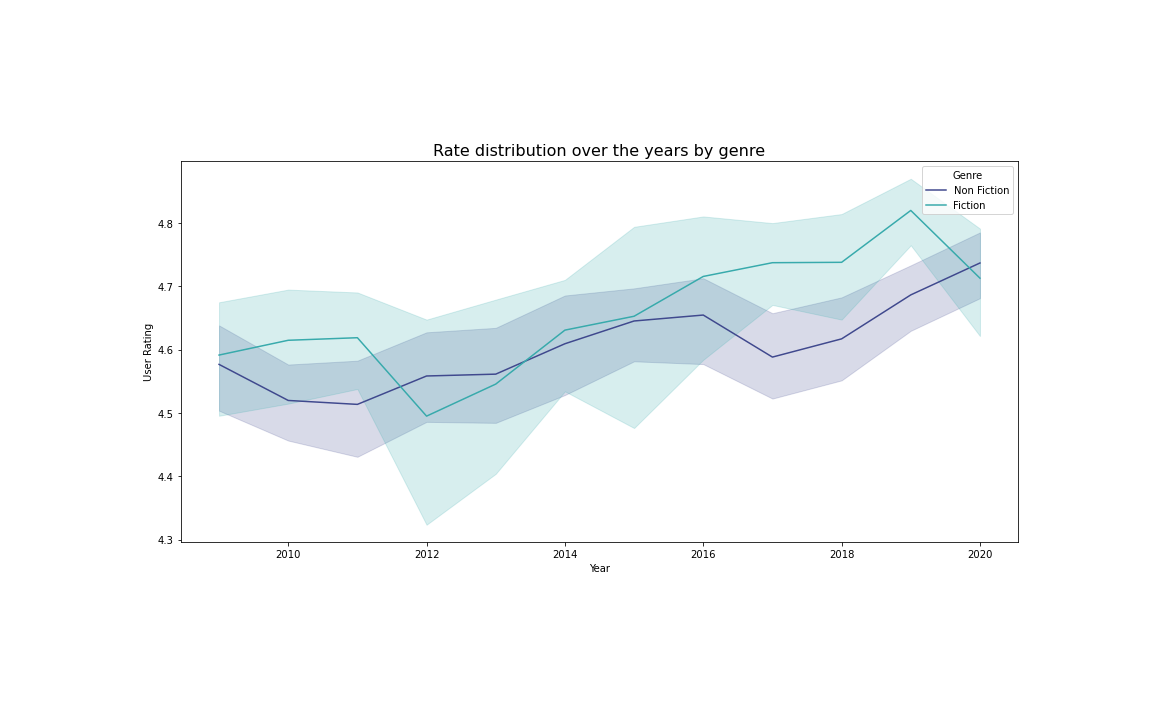 Rate distribution over the years by genre
Genre
Non Fiction
Fiction
4.8
4.7
4.6
4.5
4.4
4.3
User Rating
2010 2012 2014 2016 2018 2020
Year